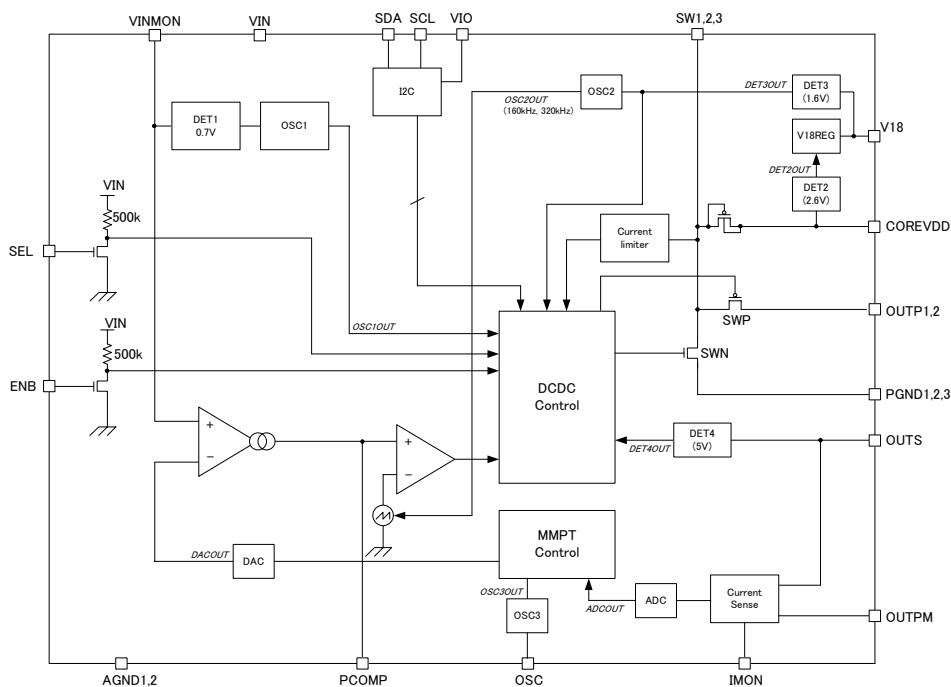 VINMON
VIN
SDA
SCL
VIO
SW1,2,3
I2C
OSC2OUT
(160kHz, 320kHz)
OSC2
DET3OUT
DET3
(1.6V)
DET1
0.7V
OSC1
V18REG
V18
DET2OUT
DET2
(2.6V)
VIN
500k
SEL
Current
limiter
COREVDD
OSC1OUT
SWP
OUTP1,2
VIN
500k
ENB
DCDC
Control
SWN
PGND1,2,3
+
−
+
−
DET4OUT
DET4
(5V)
OUTS
DACOUT
DAC
MMPT
Control
OSC3OUT
OSC3
ADCOUT
ADC
Current
Sense
OUTPM
AGND1,2
PCOMP
OSC
IMON